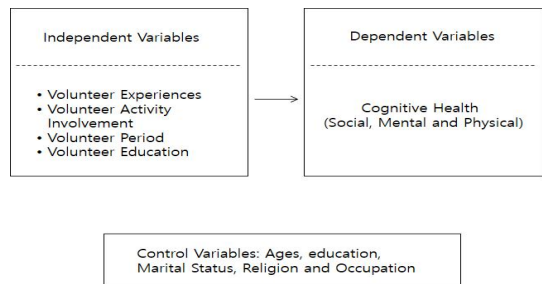 Independent Variables
• Volunteer Experiences
• Volunteer Activity
Involvement
• Volunteer Period
• Volunteer Education
Dependent Variables
Cognitive Health
(Social, Mental and Physical)
Control Variables: Ages, education,
Marital Status, Religion and Occupation